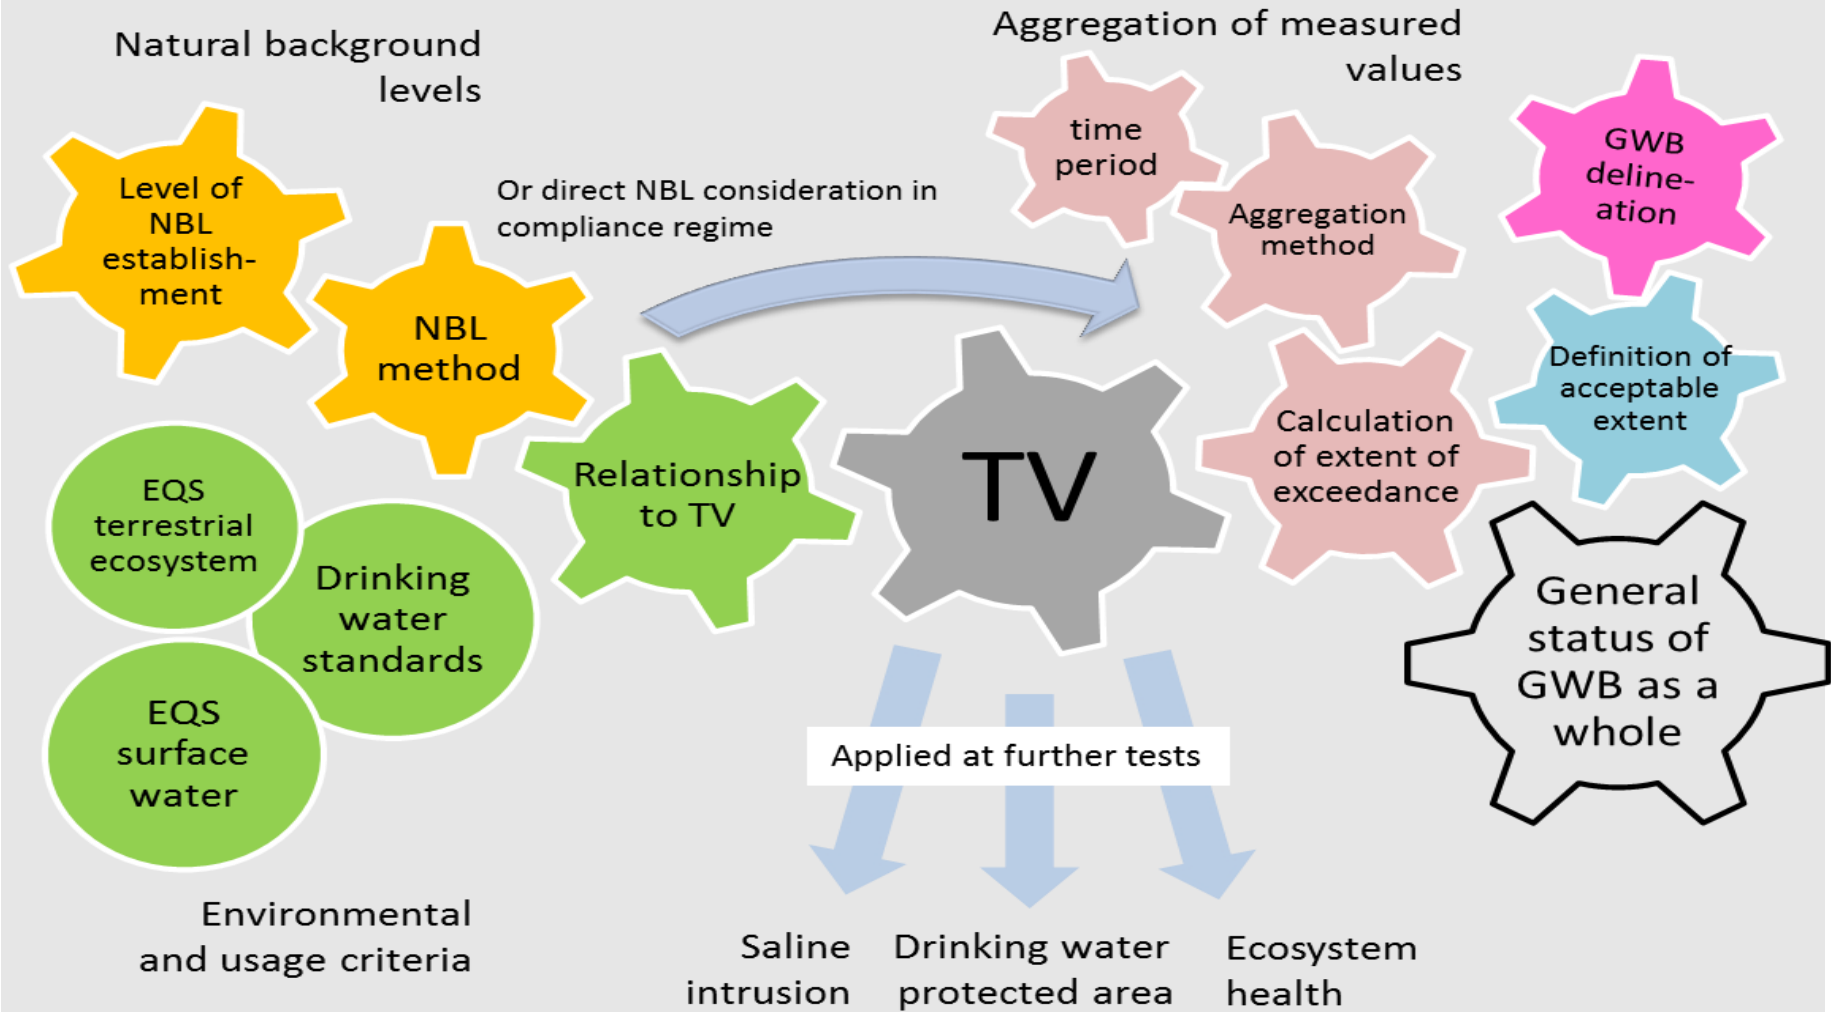 Natural background
levels
Aggregation of measured
values
Level of
NBL
establish-
ment
NBL
method
Or direct NBL consideration in
compliance regime
time
period
Aggregation
method
GWB
deline-
ation
Definition of
acceptable
extent
Calculation
of extent of
exceedance
Relationship
to TV
TV
EQS
terrestrial
ecosystem
Drinking
water
standards
EQS
surface
water
General
status of
GWB as a
whole
Applied at further tests
Environmental
and usage criteria
Saline
intrusion
Drinking water
protected area
Ecosystem
health